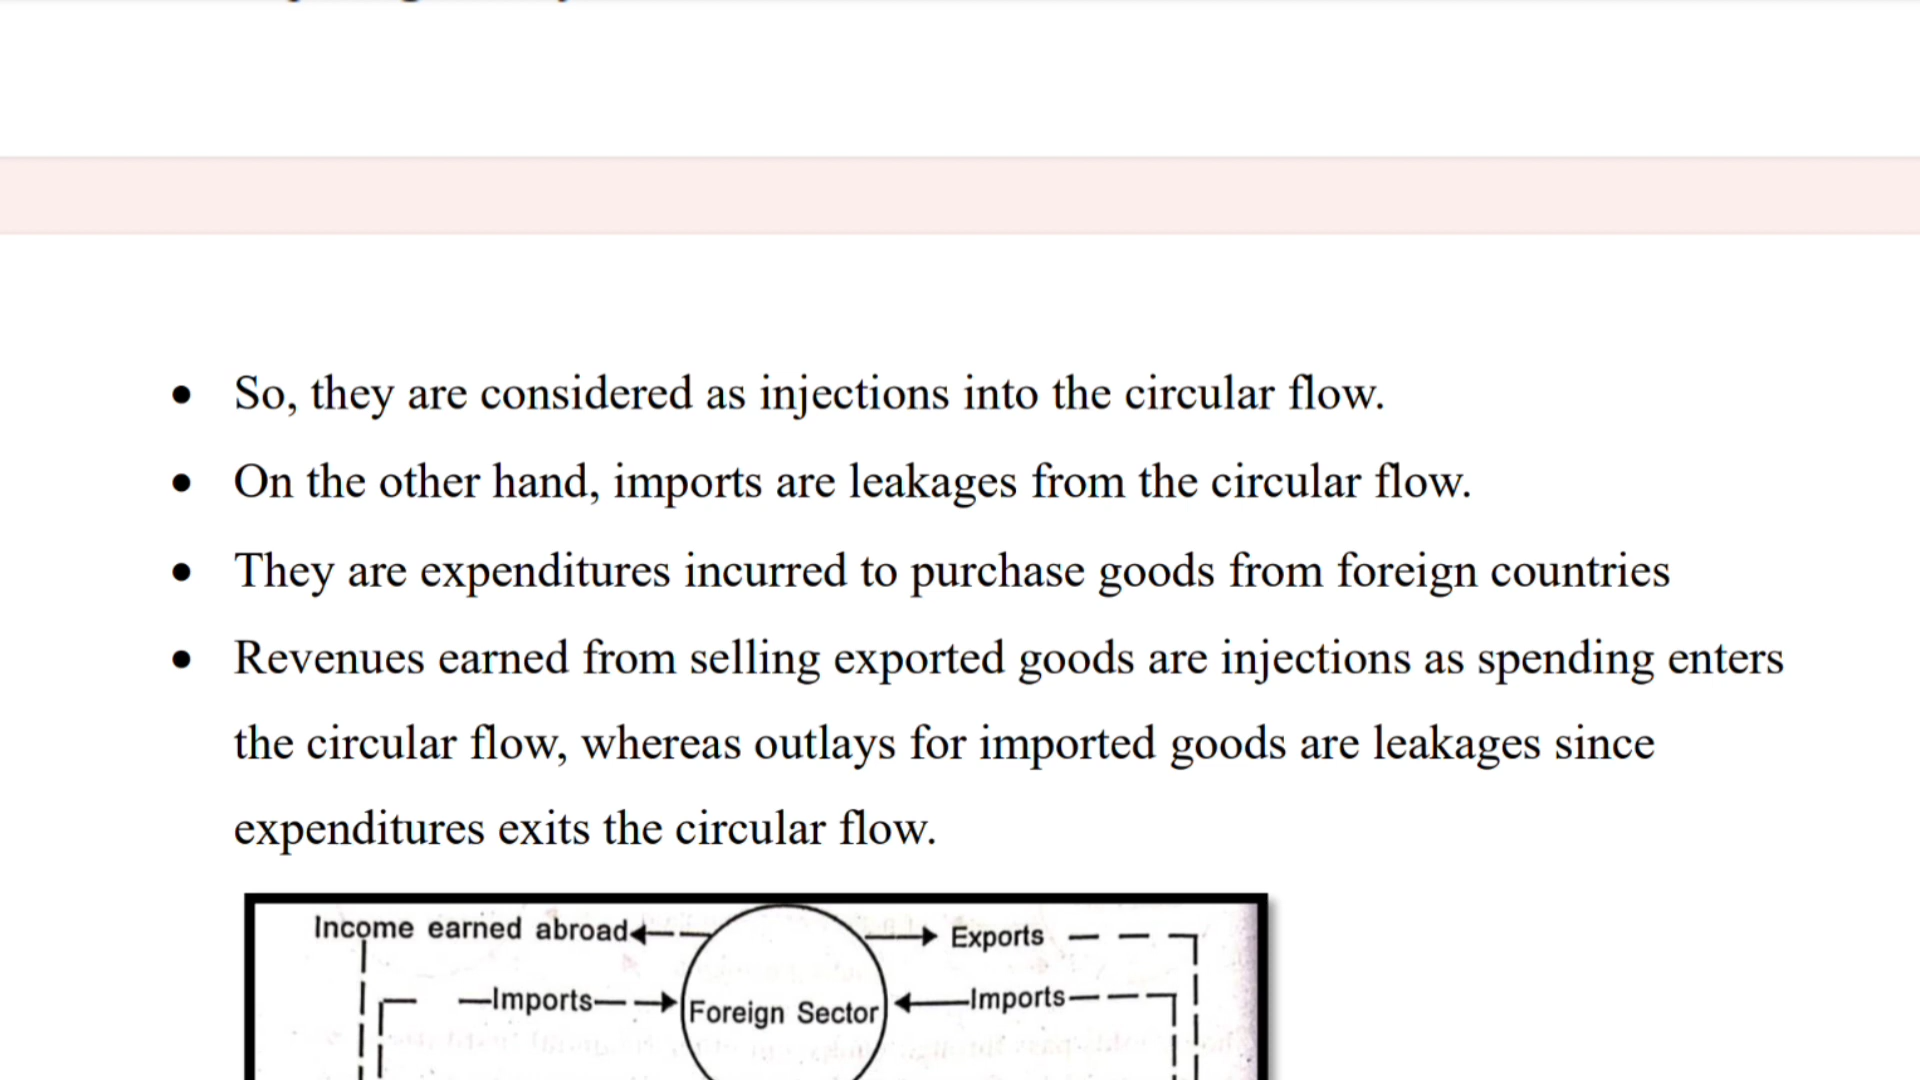 • So, they are considered as injections into the circular flow.
• On the other hand, imports are leakages from the circular flow.
• They are expenditures incurred to purchase goods from foreign countries
• Revenues earned from selling exported goods are injections as spending enters
the circular flow, whereas outlays for imported goods are leakages since
expenditures exits the circular flow.
Income earned abroad
Exports
Imports
Foreign Sector
Imports